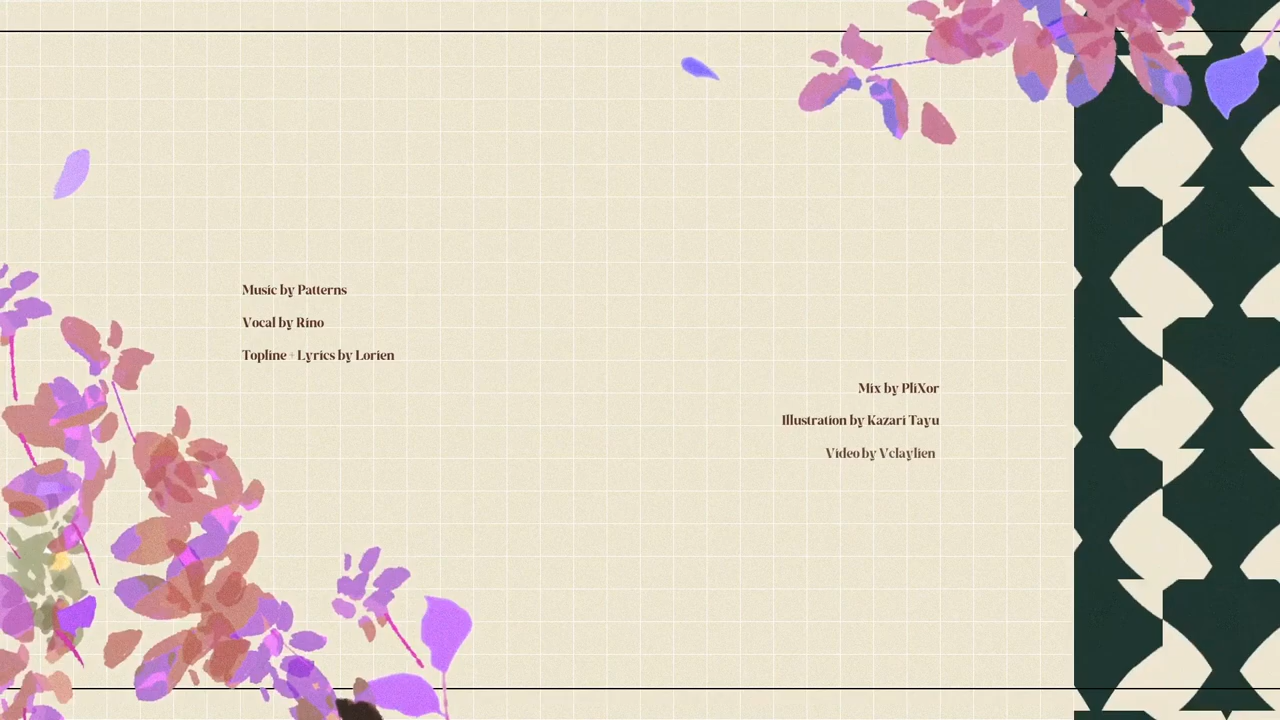 Music by Patterns
Vocal by Rino
Topline + Lyrics by Lorien
Mix by PliXor
Illustration by Kazari Tayu
Video by Vclaylien